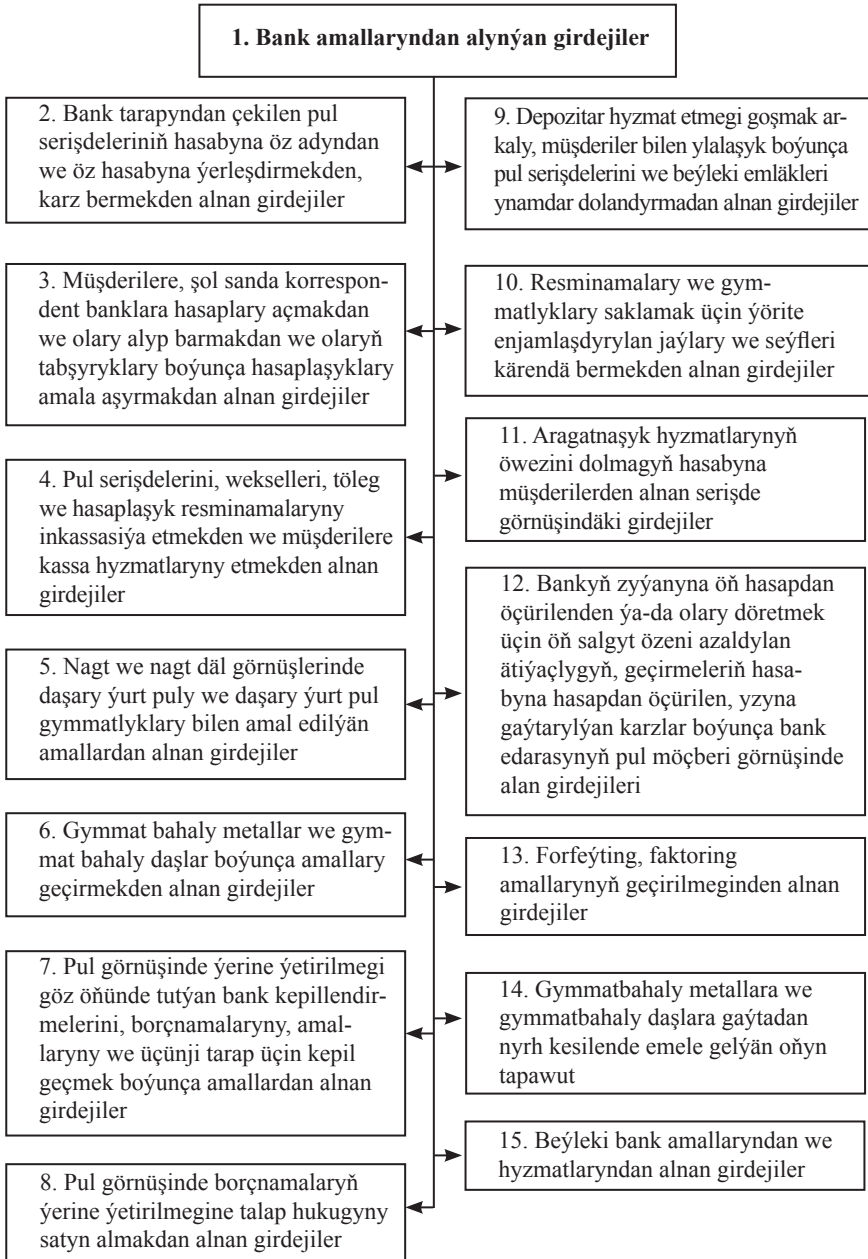 1. Bank amallaryndan alynýan girdejiler
2. Bank tarapyndan çekilen pul
serişdeleriniň hasabyna öz adyndan
we öz hasabyna ýerleşdirmekden,
karz bermekden alnan girdejiler
3. Müşderilere, şol sanda korrespon-
dent banklara hasaplary açmakdan
we olary alyp barmakdan we olaryň
tabşyryklary boýunça hasaplaşyklary
amala aşyrmakdan alnan girdejiler
4. Pul serişdelerini, wekselleri, töleg
we hasaplaşyk resminamalaryny
inkassasiýa etmekden we müşderilere
kassa hyzmatlaryny etmekden alnan
girdejiler
5. Nagt we nagt däl görnüşlerinde
daşary ýurt puly we daşary ýurt pul
gymmatlyklary bilen amal edilýän
amallardan alnan girdejiler
6. Gymmat bahaly metallar we gym-
mat bahaly daşlar boýunça amallary
geçirmekden alnan girdejiler
7. Pul görnüşinde ýerine ýetirilmegi
göz öňünde tutýan bank kepillendir-
melerini, borçnamalaryny, amal-
laryny we üçünji tarap üçin kepil
geçmek boýunça amallardan alnan
girdejiler
8. Pul görnüşinde borçnamalaryň
ýerine ýetirilmegine talap hukugyny
satyn almakdan alnan girdejiler
9. Depozitar hyzmat etmegi goşmak ar-
kaly, müşderiler bilen ylalaşyk boýunça
pul serişdelerini we beýleki emläkleri
ynamdar dolandyrmadan alnan girdejiler
10. Resminamalary we gym-
matlyklary saklamak üçin ýörite
enjamlaşdyrylan jaýlary we seýfleri
kärendä bermekden alnan girdejiler
11. Aragatnaşyk hyzmatlarynyň
öwezini dolmagyň hasabyna
müşderilerden alnan serişde
görnüşindäki girdejiler
12. Bankyň zyýanyna öň hasapdan
öçürilenden ýa-da olary döretmek
üçin öň salgyt özeni azaldylan
ätiýaçlygyň, geçirmeleriň hasa-
byna hasapdan öçürilen, yzyna
gaýtarylýan karzlar boýunça bank
edarasynyň pul möçberi görnüşinde
alan girdejileri
13. Forfeýting, faktoring
amallarynyň geçirilmeginden alnan
girdejiler
14. Gymmatbahaly metallara we
gymmatbahaly daşlara gaýtadan
nyrh kesilende emele gelýän oňyn
tapawut
15. Beýleki bank amallaryndan we
hyzmatlaryndan alnan girdejiler